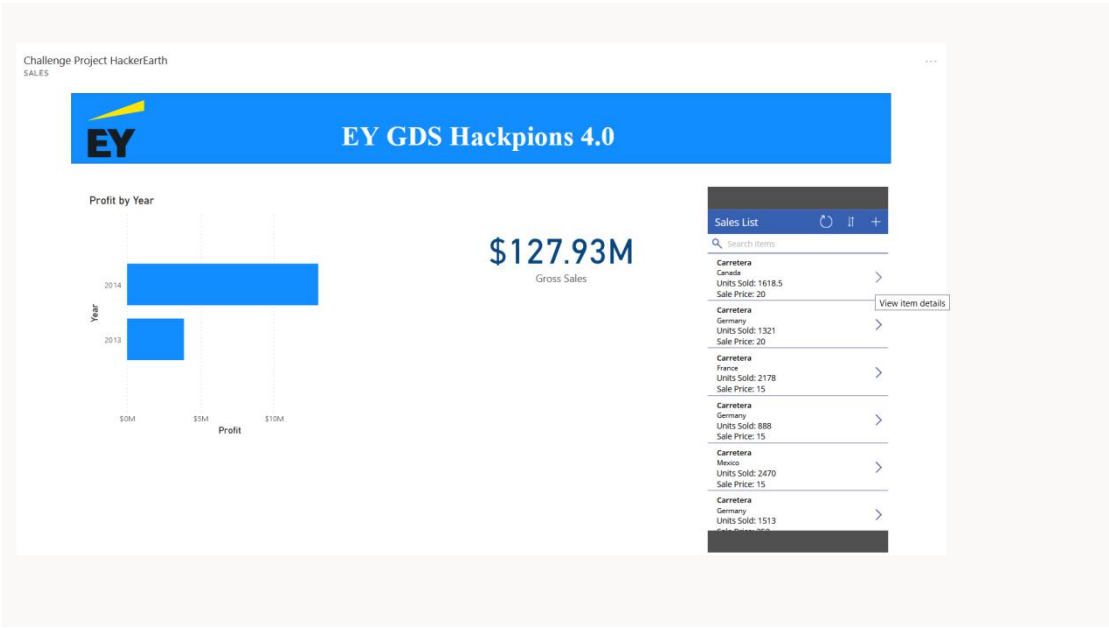 Challenge Project HackerEarth
SALES
...
EY
EY GDS Hackpions 4.0
Profit by Year
Year
2014
2013
$0M $5M $10M
Profit
$127.93M
Gross Sales
Sales List
Search items
Carretera
Canada
Units Sold: 1618.5
Sale Price: 20
View item details
Carretera
Germany
Units Sold: 1321
Sale Price: 20
Carretera
France
Units Sold: 2178
Sale Price: 15
Carretera
Germany
Units Sold: 888
Sale Price: 15
Carretera
Mexico
Units Sold: 2470
Sale Price: 15
Carretera
Germany
Units Sold: 1513
Sale Price: 350